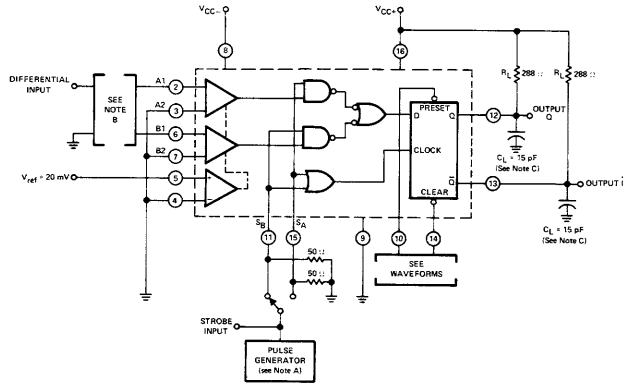 VCC−
VCC+
8
16
RL
288 Ω
RL
288 Ω
DIFFERENTIAL
INPUT
SEE
NOTE
B
A1
2
A2
3
B1
6
B2
7
Vref = 20 mV
5
4
PRESET
D
Q
CLOCK
Q
CLEAR
12
OUTPUT
Q
CL = 15 pF
(See Note C)
13
OUTPUT
CL = 15 pF
(See Note C)
SB
SA
11
15
9
10
14
50 Ω
50 Ω
SEE
WAVEFORMS
STROBE
INPUT
PULSE
GENERATOR
(see Note A)